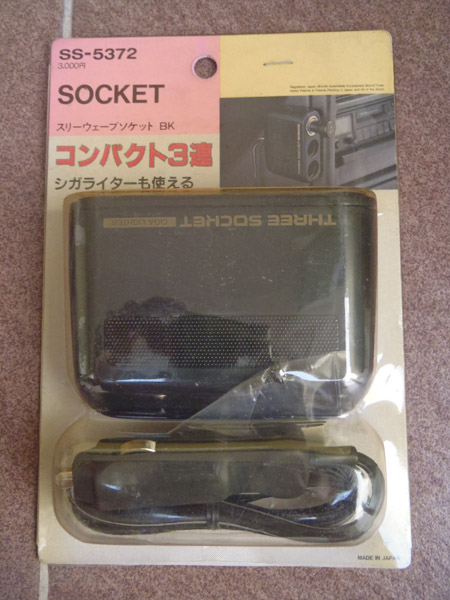 SS-5372
3,000円
SOCKET
スリーウェーブソケット BK
コンパクト3連
シガライターも使える
THREE SOCKET
MADE IN JAPAN